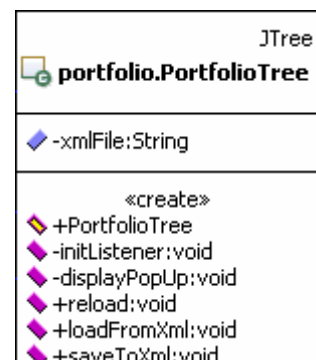 JTree
portfolio.PortfolioTree
-xmlFile:String
«create»
+PortfolioTree
-initListener:void
-displayPopUp:void
+reload:void
+loadFromXml:void
+saveToXml:void